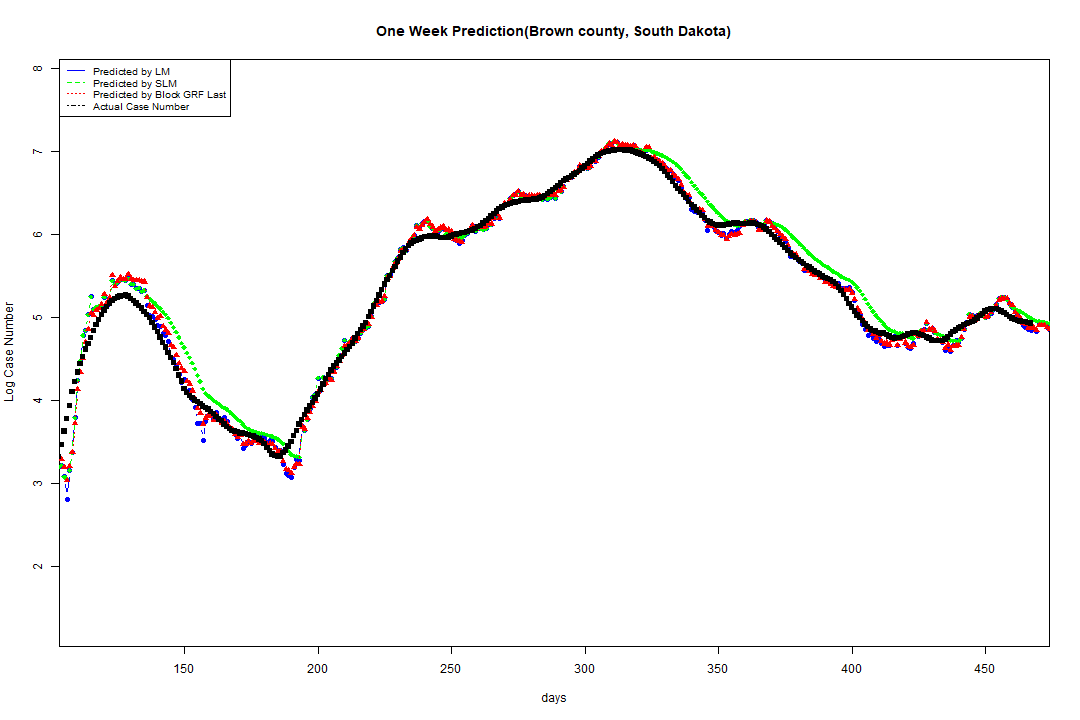 One Week Prediction(Brown county, South Dakota)
Predicted by LM
Predicted by SLM
Predicted by Block GRF Last
Actual Case Number
Log Case Number
8
7
6
5
4
3
2
150 200 250 300 350 400 450
days